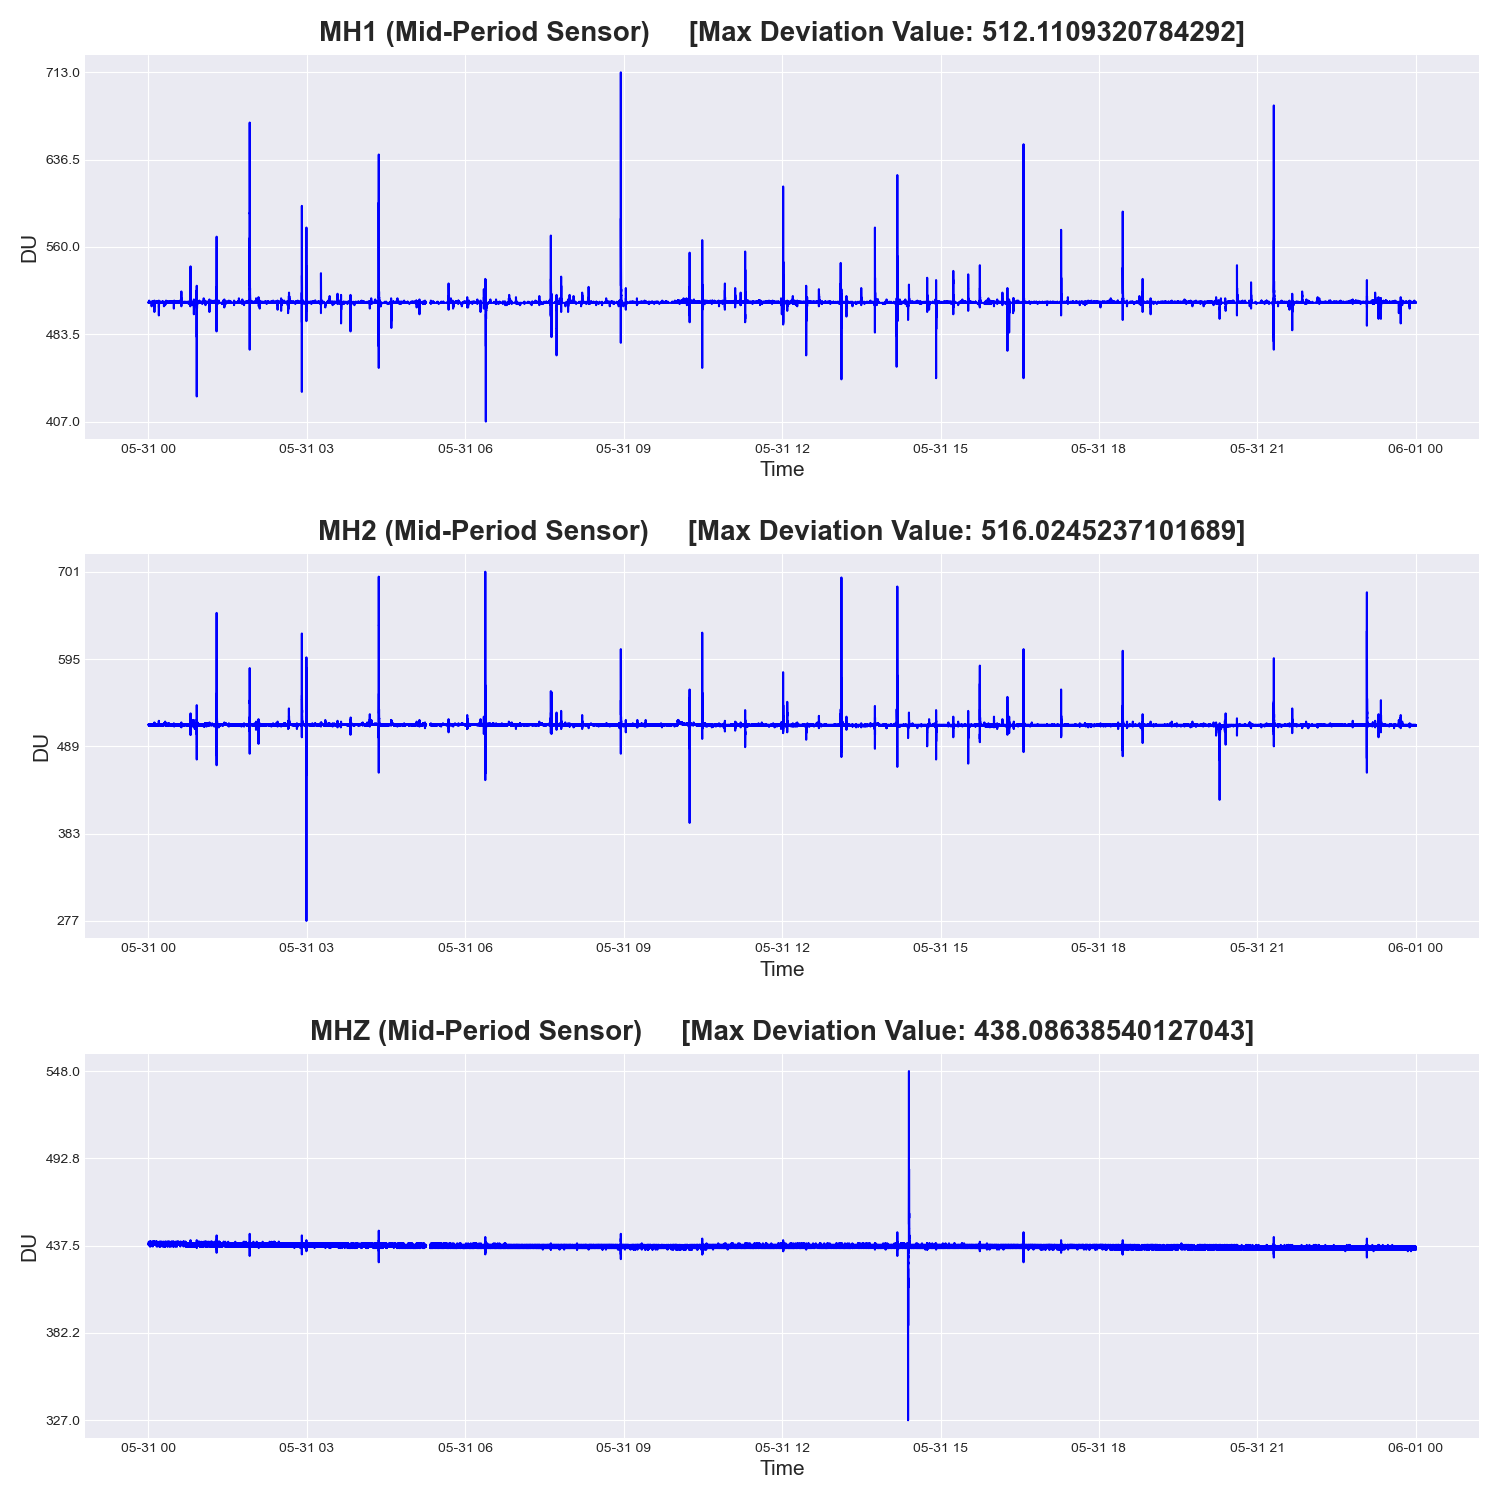 MH1 (Mid-Period Sensor) [Max Deviation Value: 512.1109320784292]
713.0
636.5
560.0
483.5
407.0
DU
05-31 00 05-31 03 05-31 06 05-31 09 05-31 12 05-31 15 05-31 18 05-31 21 06-01 00
Time
MH2 (Mid-Period Sensor) [Max Deviation Value: 516.0245237101689]
701
595
489
383
277
DU
05-31 00 05-31 03 05-31 06 05-31 09 05-31 12 05-31 15 05-31 18 05-31 21 06-01 00
Time
MHZ (Mid-Period Sensor) [Max Deviation Value: 438.08638540127043]
548.0
492.8
437.5
382.2
327.0
DU
05-31 00 05-31 03 05-31 06 05-31 09 05-31 12 05-31 15 05-31 18 05-31 21 06-01 00
Time